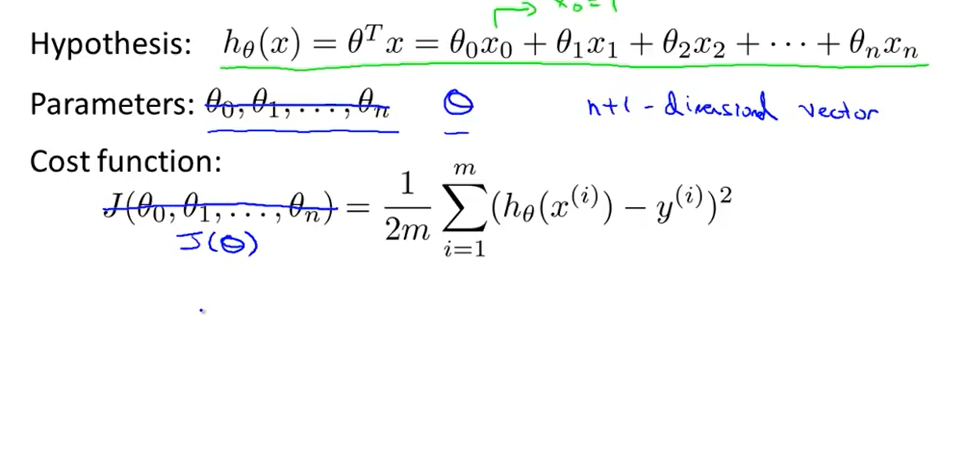 x₀ = 1
Hypothesis: h_θ(x) = θᵀx = θ₀x₀ + θ₁x₁ + θ₂x₂ + ⋯ + θₙxₙ
Parameters: θ₀, θ₁, . . . , θₙ θ n+1 - dimensional vector
Cost function:
J(θ₀, θ₁, . . . , θₙ) = 1/2m ∑_{i=1}^{m} (h_θ(x⁽ⁱ⁾) − y⁽ⁱ⁾)²
J(θ)